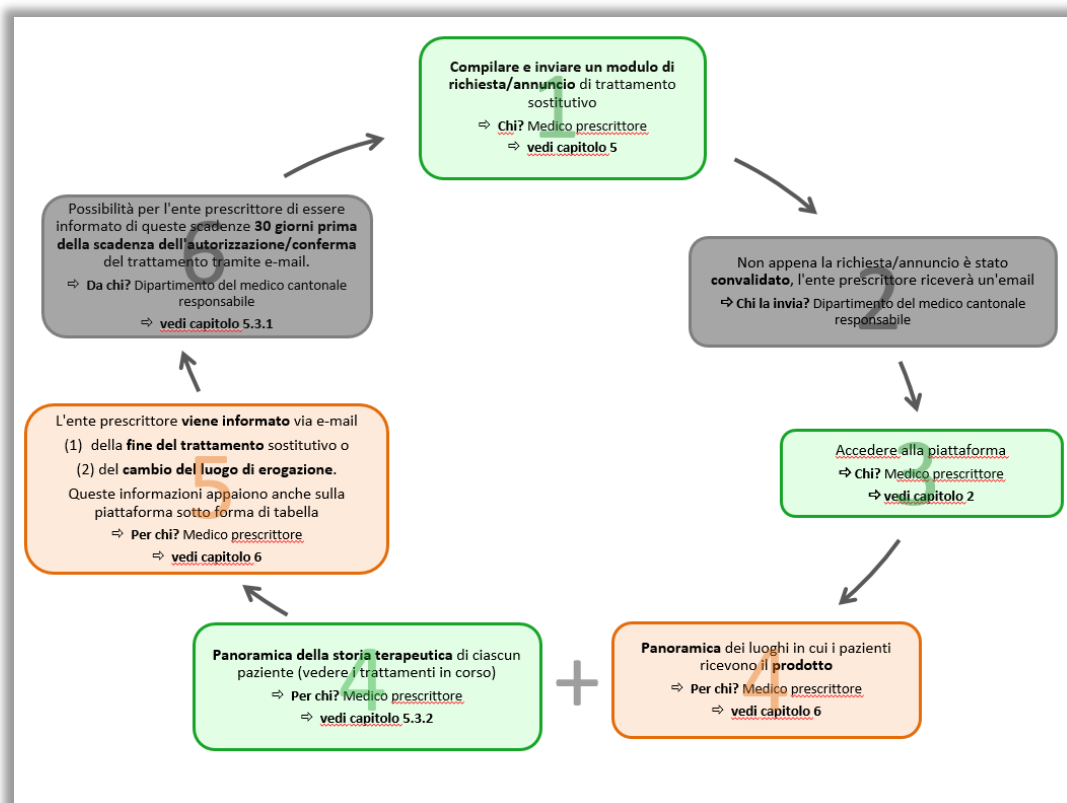 Compilare e inviare un modulo di
richiesta/annuncio di trattamento
sostitutivo
⇨ Chi? Medico prescrittore
⇨ vedi capitolo 5
1
Non appena la richiesta/annuncio è stato
convalidato, l'ente prescrittore riceverà un'email
⇨ Chi la invia? Dipartimento del medico cantonale
responsabile
2
Accedere alla piattaforma
⇨ Chi? Medico prescrittore
⇨ vedi capitolo 2
3
Panoramica dei luoghi in cui i pazienti
ricevono il prodotto
⇨ Per chi? Medico prescrittore
⇨ vedi capitolo 6
4
+
Panoramica della storia terapeutica di ciascun
paziente (vedere i trattamenti in corso)
⇨ Per chi? Medico prescrittore
⇨ vedi capitolo 5.3.2
4
L'ente prescrittore viene informato via e-mail
(1) della fine del trattamento sostitutivo o
(2) del cambio del luogo di erogazione.
Queste informazioni appaiono anche sulla
piattaforma sotto forma di tabella
⇨ Per chi? Medico prescrittore
⇨ vedi capitolo 6
5
Possibilità per l'ente prescrittore di essere
informato di queste scadenze 30 giorni prima
della scadenza dell'autorizzazione/conferma
del trattamento tramite e-mail.
⇨ Da chi? Dipartimento del medico cantonale
responsabile
⇨ vedi capitolo 5.3.1
6